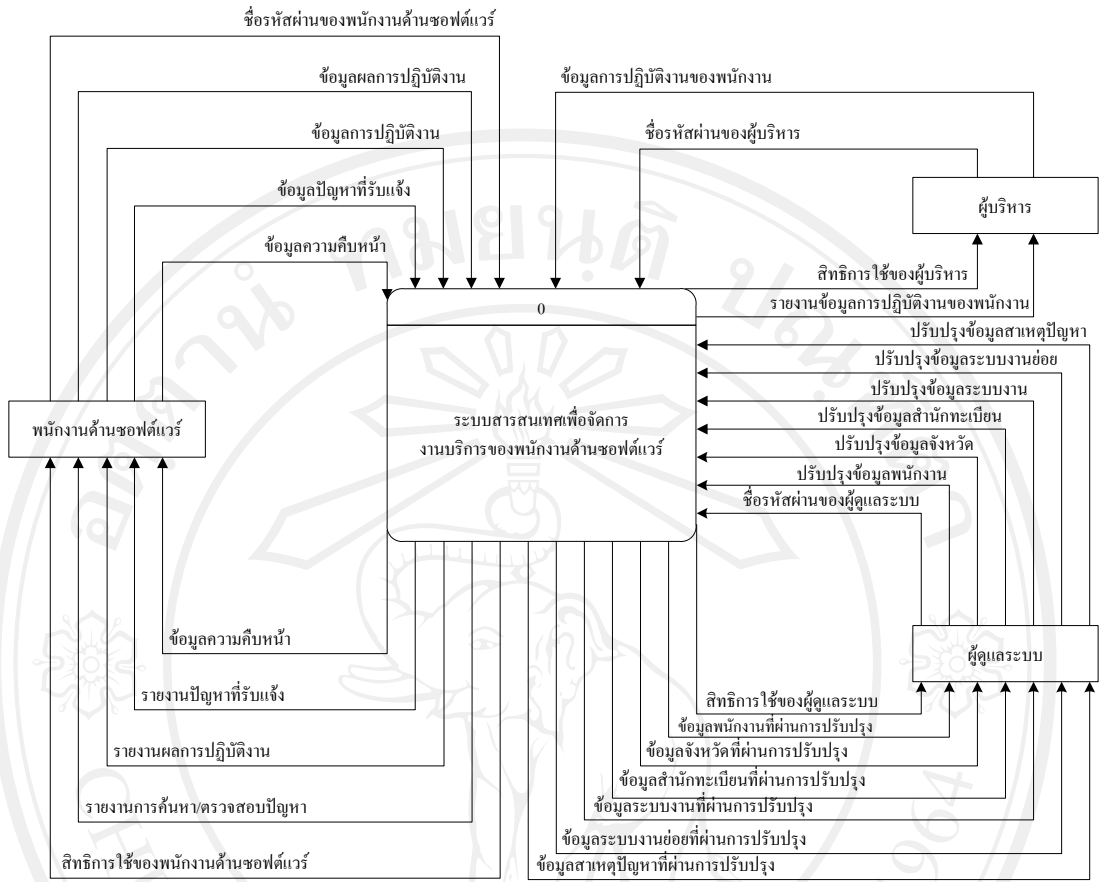 ชื่อรหัสผ่านของพนักงานด้านซอฟต์แวร์
ข้อมูลผลการปฏิบัติงาน
ข้อมูลการปฏิบัติงานของพนักงาน
ข้อมูลการปฏิบัติงาน
ชื่อรหัสผ่านของผู้บริหาร
ข้อมูลปัญหาที่รับแจ้ง
ผู้บริหาร
ข้อมูลความคืบหน้า
สิทธิการใช้ของผู้บริหาร
รายงานข้อมูลการปฏิบัติงานของพนักงาน
0
ปรับปรุงข้อมูลสาเหตุปัญหา
ปรับปรุงข้อมูลระบบงานย่อย
ปรับปรุงข้อมูลระบบงาน
ปรับปรุงข้อมูลสำนักทะเบียน
ปรับปรุงข้อมูลจังหวัด
ปรับปรุงข้อมูลพนักงาน
ชื่อรหัสผ่านของผู้ดูแลระบบ
พนักงานด้านซอฟต์แวร์
ระบบสารสนเทศเพื่อจัดการ
งานบริการของพนักงานด้านซอฟต์แวร์
ข้อมูลความคืบหน้า
ผู้ดูแลระบบ
รายงานปัญหาที่รับแจ้ง
สิทธิการใช้ของผู้ดูแลระบบ
ข้อมูลพนักงานที่ผ่านการปรับปรุง
รายงานผลการปฏิบัติงาน
ข้อมูลจังหวัดที่ผ่านการปรับปรุง
ข้อมูลสำนักทะเบียนที่ผ่านการปรับปรุง
รายงานการค้นหา/ตรวจสอบปัญหา
ข้อมูลระบบงานที่ผ่านการปรับปรุง
ข้อมูลระบบงานย่อยที่ผ่านการปรับปรุง
สิทธิการใช้ของพนักงานด้านซอฟต์แวร์
ข้อมูลสาเหตุปัญหาที่ผ่านการปรับปรุง